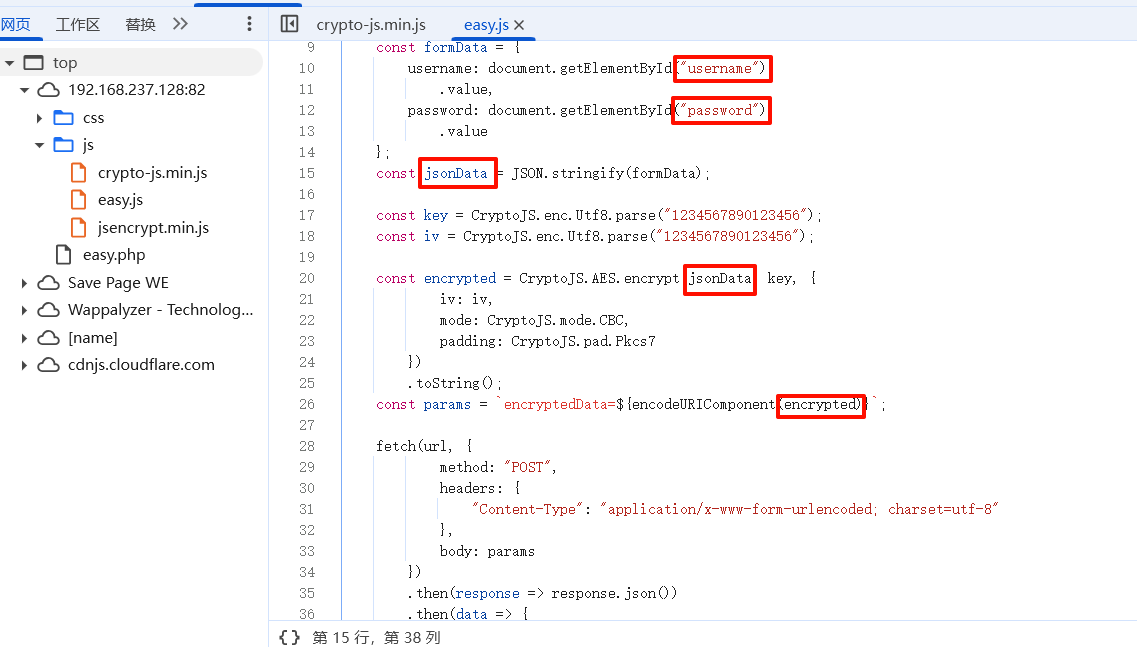 网页 工作区 替换
top
192.168.237.128:82
css
js
crypto-js.min.js
easy.js
jsencrypt.min.js
easy.php
Save Page WE
Wappalyzer - Technolog...
[name]
cdnjs.cloudflare.com
crypto-js.min.js easy.js
9 const formData = {
10 username: document.getElementById("username")
11 .value,
12 password: document.getElementById("password")
13 .value
14 };
15 const jsonData = JSON.stringify(formData);
16
17 const key = CryptoJS.enc.Utf8.parse("1234567890123456");
18 const iv = CryptoJS.enc.Utf8.parse("1234567890123456");
19
20 const encrypted = CryptoJS.AES.encrypt jsonData key, {
21 iv: iv,
22 mode: CryptoJS.mode.CBC,
23 padding: CryptoJS.pad.Pkcs7
24 })
25 .toString();
26 const params = `encryptedData=${encodeURIComponent(encrypted)}`;
27
28 fetch(url, {
29 method: "POST",
30 headers: {
31 "Content-Type": "application/x-www-form-urlencoded; charset=utf-8"
32 },
33 body: params
34 })
35 .then(response => response.json())
36 .then(data => {
{} 第 15 行，第 38 列